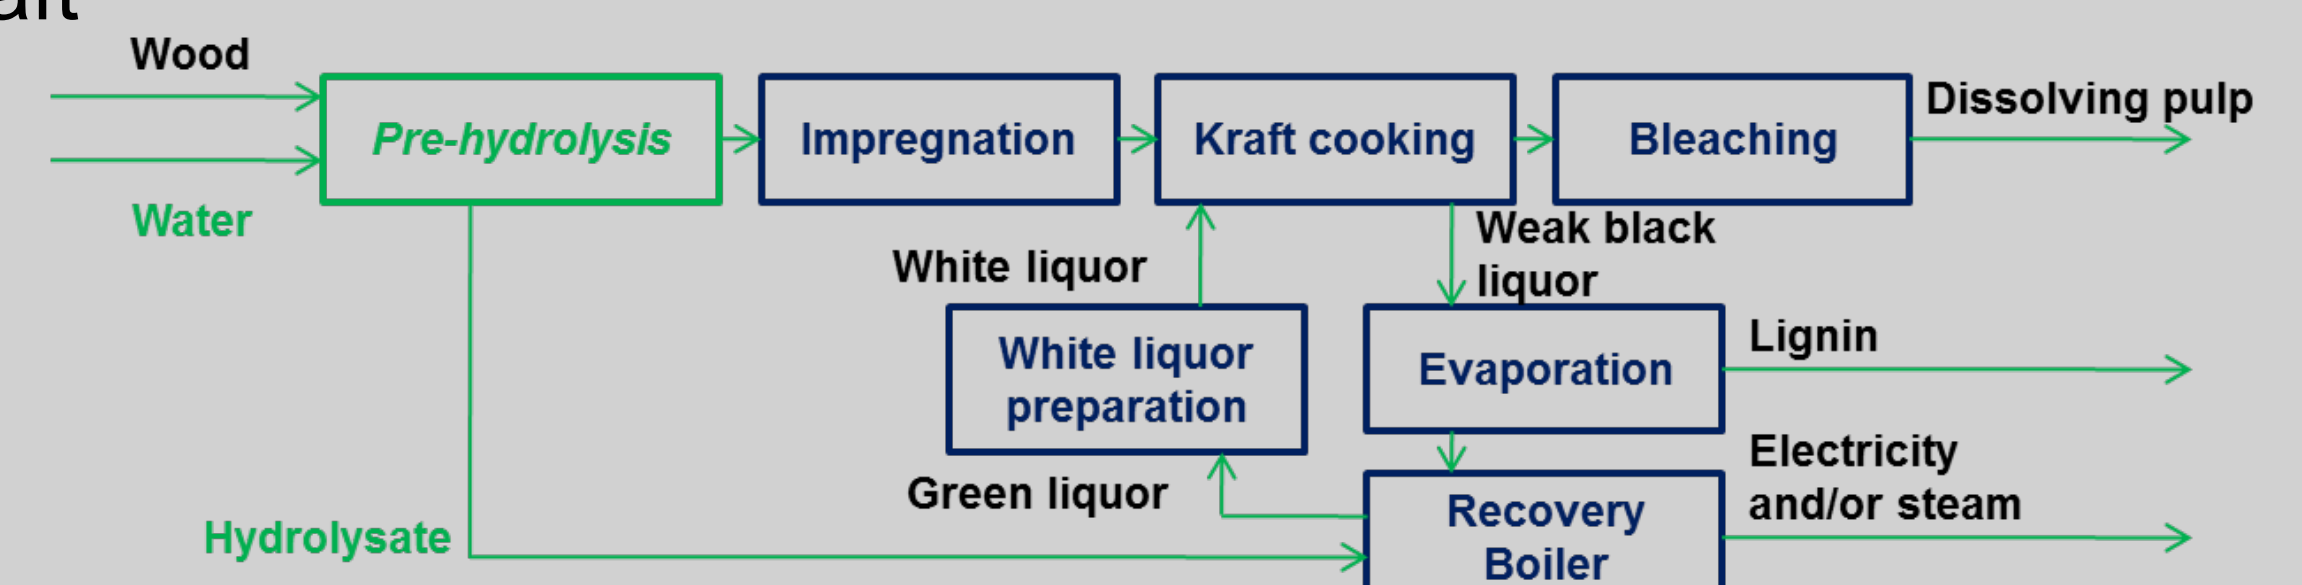 Wood
Pre-hydrolysis
Impregnation
Kraft cooking
Bleaching
Dissolving pulp
Water
White liquor
Weak black
liquor
White liquor
preparation
Evaporation
Lignin
Green liquor
Recovery
Boiler
Electricity
and/or steam
Hydrolysate